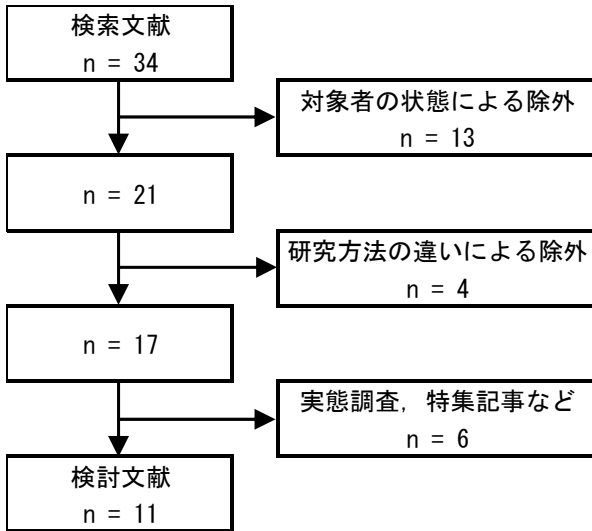 検索文献
n = 34
対象者の状態による除外
n = 13
n = 21
研究方法の違いによる除外
n = 4
n = 17
実態調査，特集記事など
n = 6
検討文献
n = 11